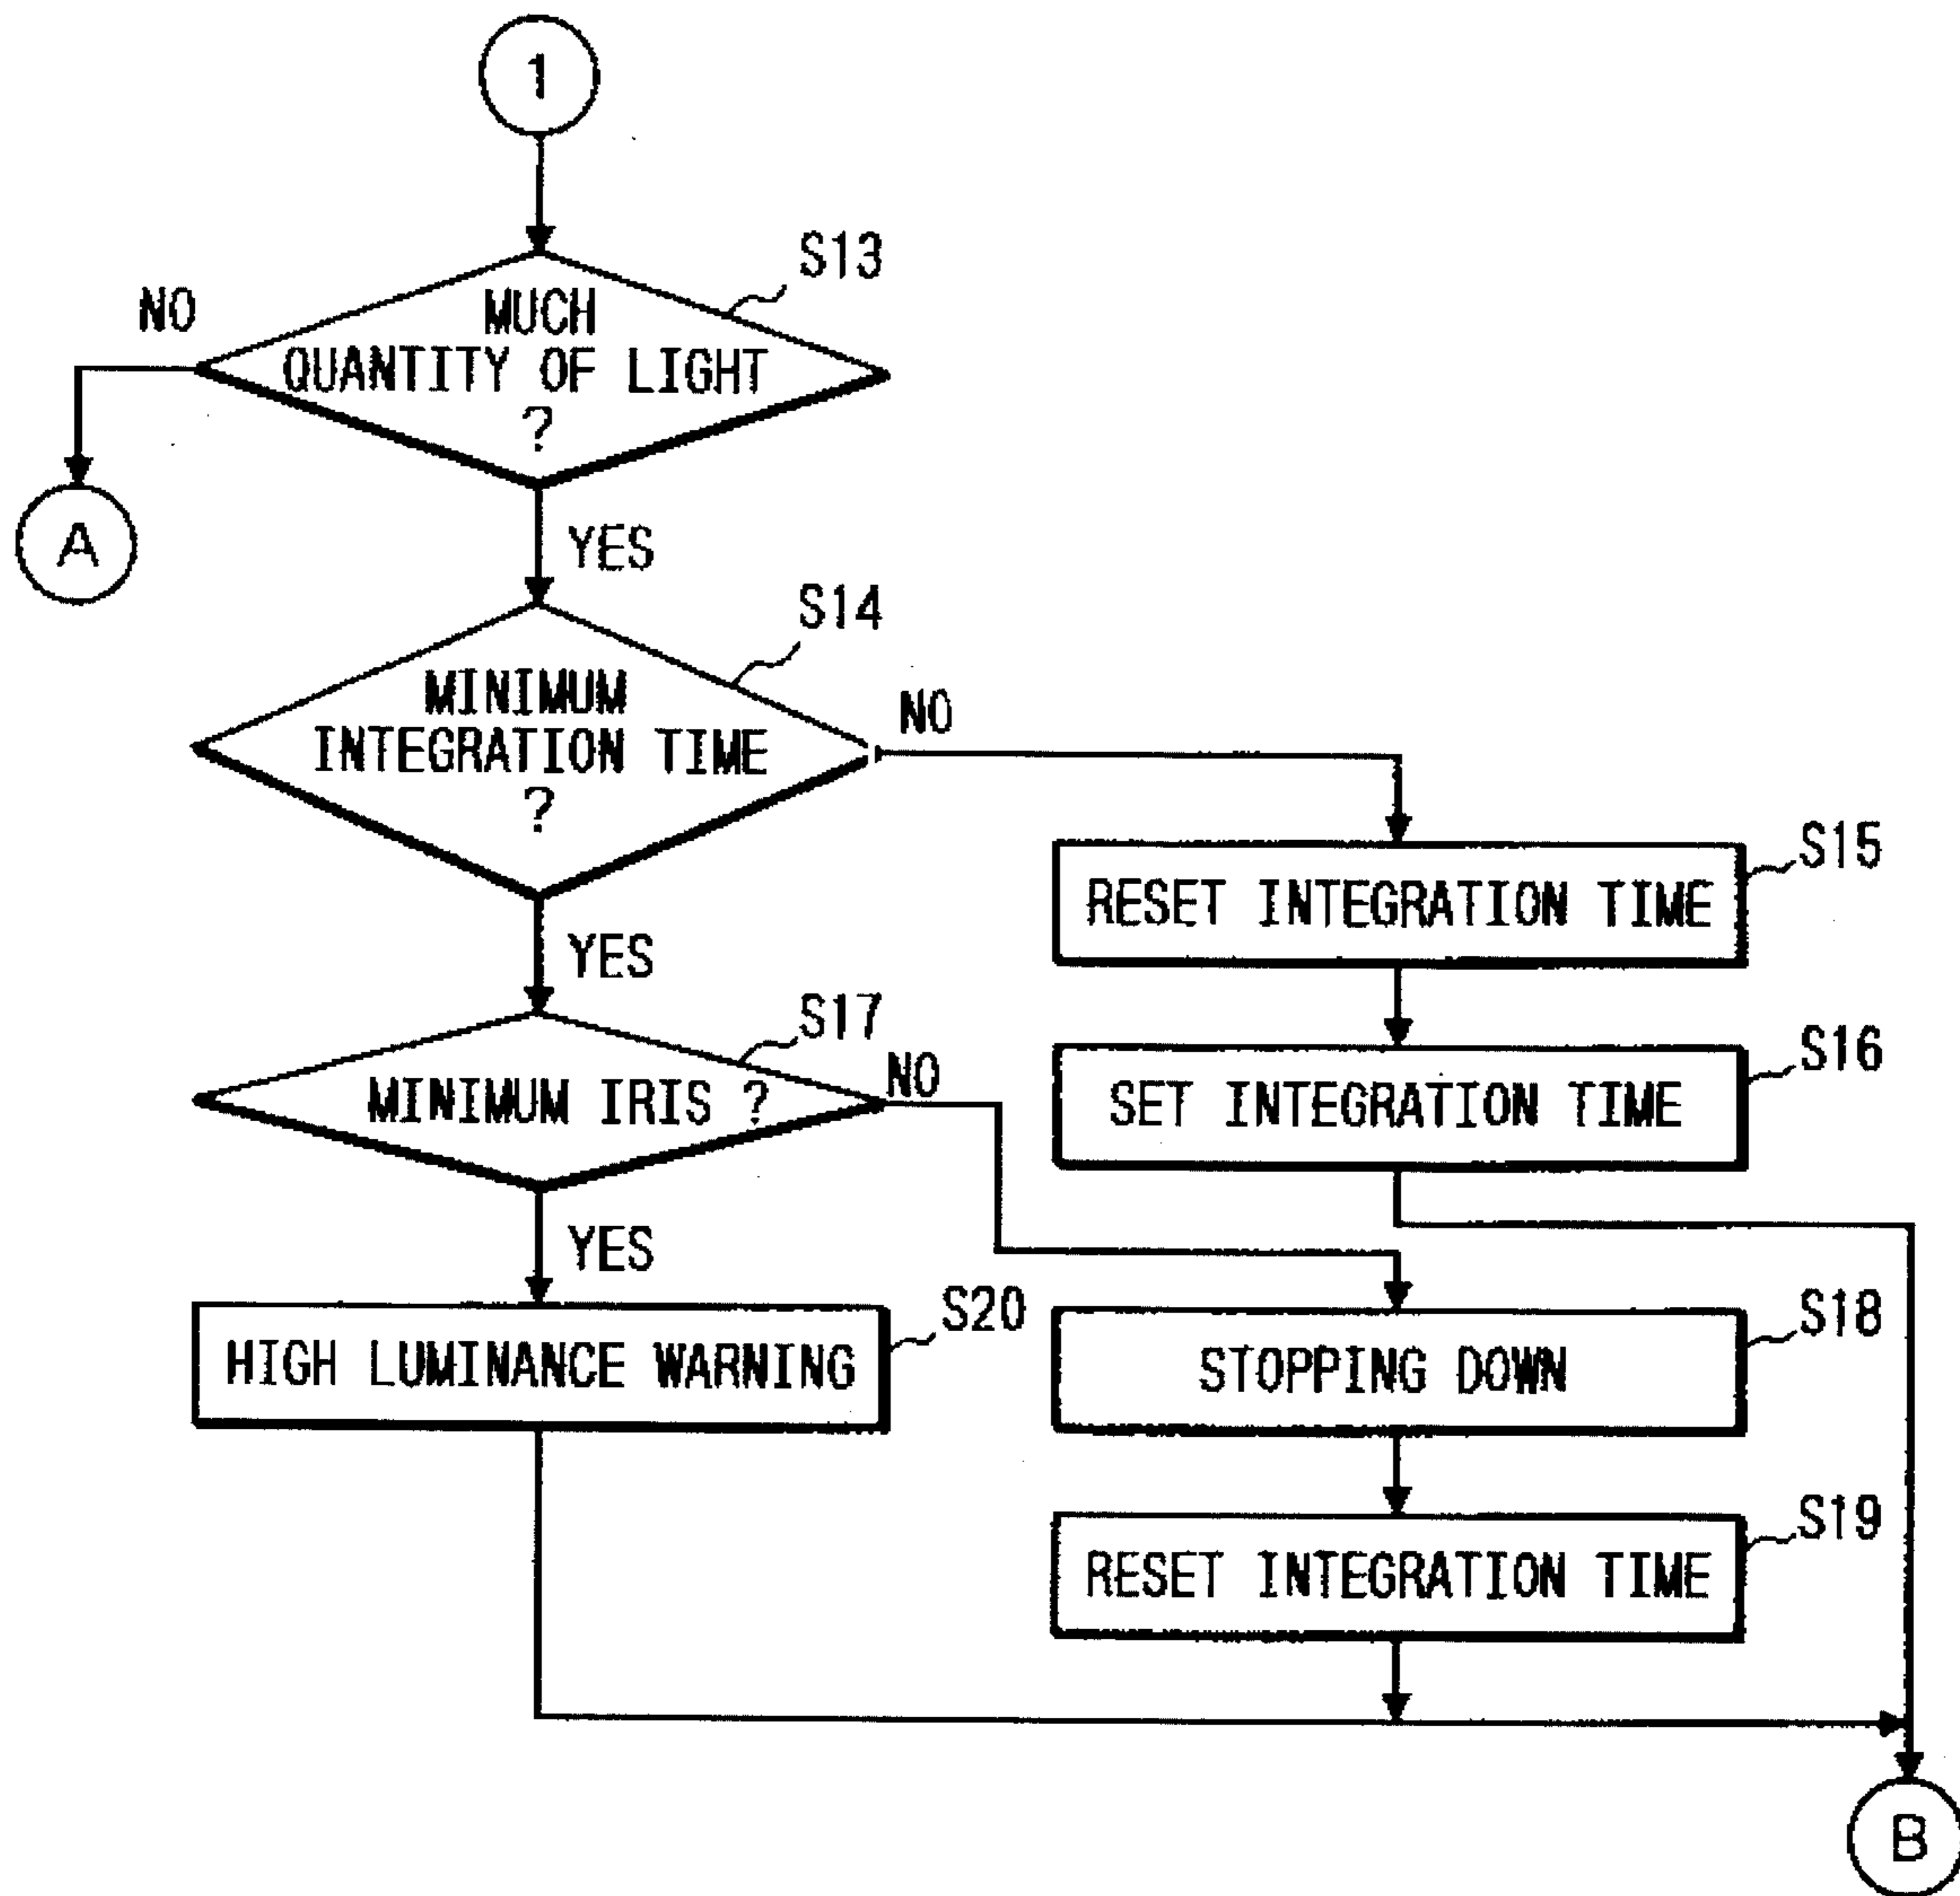 1
S13
NO
MUCH
QUANTITY OF LIGHT
?
A
YES
S14
MINIMUM
INTEGRATION TIME
?
NO
S15
RESET INTEGRATION TIME
YES
S17
S16
NO
MINIMUM IRIS ?
SET INTEGRATION TIME
YES
S20
S18
HIGH LUMINANCE WARNING
STOPPING DOWN
S19
RESET INTEGRATION TIME
B